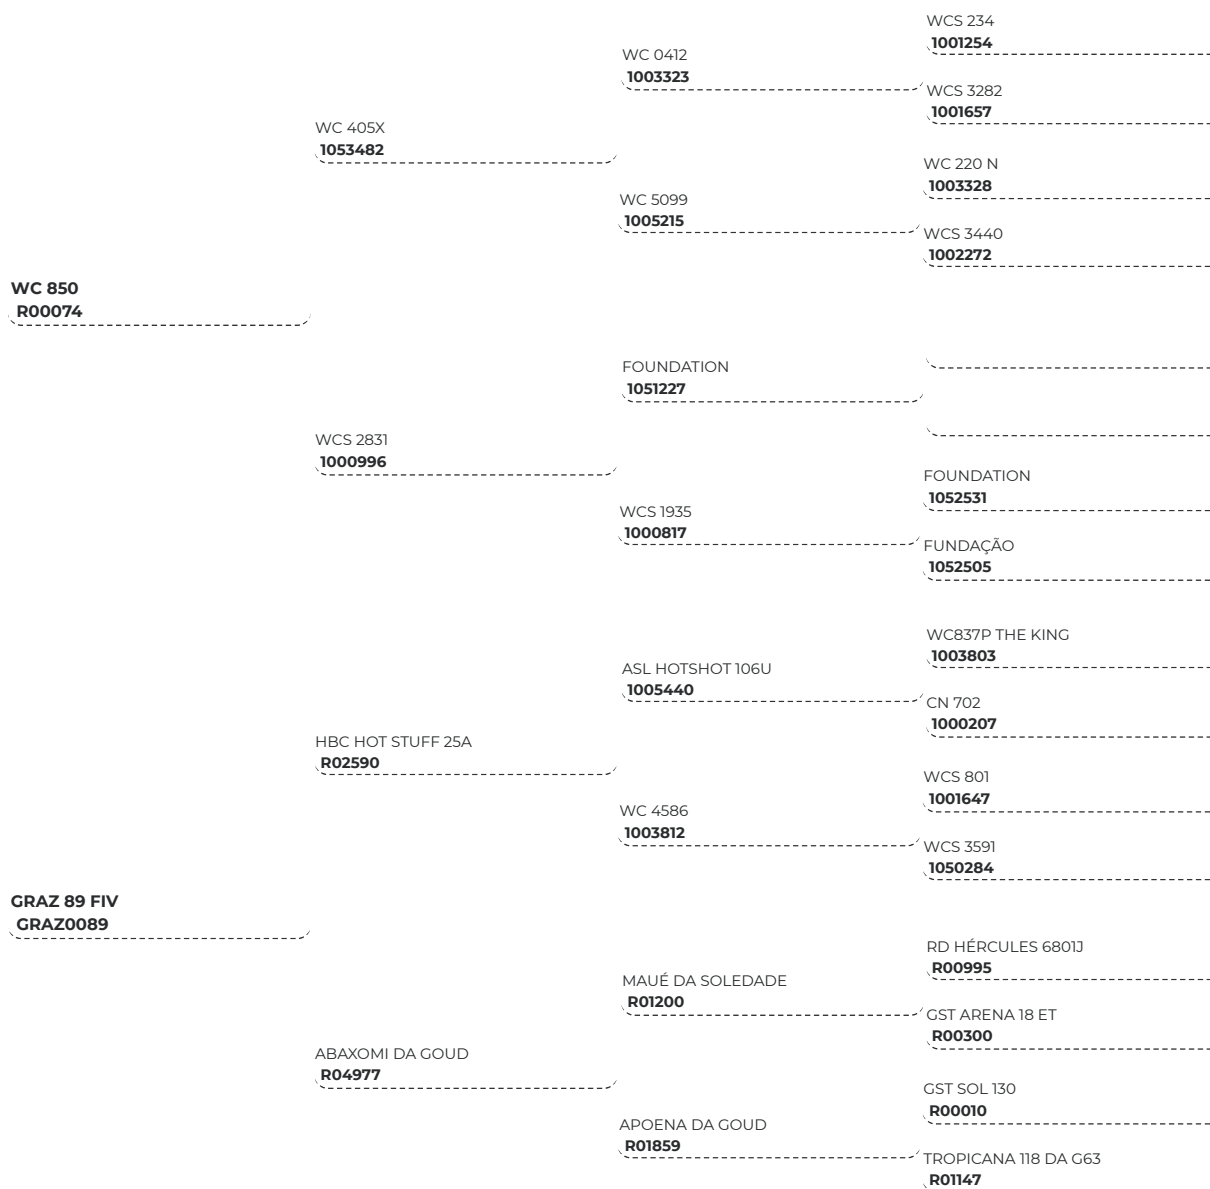 WCS 234
1001254
WC 0412
1003323
WCS 3282
1001657
WC 405X
1053482
WC 220 N
1003328
WC 5099
1005215
WCS 3440
1002272
WC 850
R00074
FOUNDATION
1051227
WCS 2831
1000996
FOUNDATION
1052531
WCS 1935
1000817
FUNDAÇÃO
1052505
WC837P THE KING
1003803
ASL HOTSHOT 106U
1005440
CN 702
1000207
HBC HOT STUFF 25A
R02590
WCS 801
1001647
WC 4586
1003812
WCS 3591
1050284
GRAZ 89 FIV
GRAZ0089
RD HÉRCULES 6801J
R00995
MAUÉ DA SOLEDADE
R01200
GST ARENA 18 ET
R00300
ABAXOMI DA GOUD
R04977
GST SOL 130
R00010
APOENA DA GOUD
R01859
TROPICANA 118 DA G63
R01147